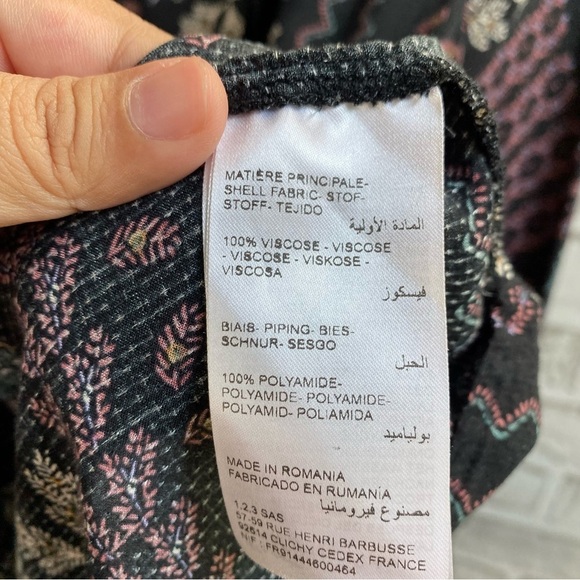 MATIÈRE PRINCIPALE-
SHELL FABRIC- STOF-
STOFF- TEJIDO
المادة الأولية
100% VISCOSE - VISCOSE
- VISCOSE - VISKOSE -
VISCOSA
فيسكوز
BIAIS- PIPING- BIES-
SCHNUR- SESGO
الحبل
100% POLYAMIDE-
POLYAMIDE- POLYAMIDE-
POLYAMID- POLIAMIDA
بولياميد
MADE IN ROMANIA
FABRICADO EN RUMANÍA
مصنوع فيرومانيا
1.2.3 SAS
57-59 RUE HENRI BARBUSSE
92614 CLICHY CEDEX FRANCE
NIF: FR91444600464